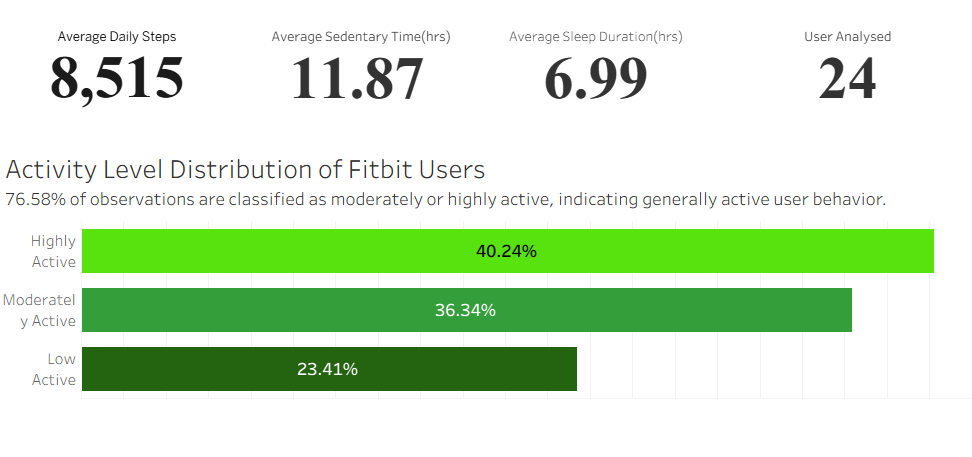 Average Daily Steps
Average Sedentary Time(hrs)
Average Sleep Duration(hrs)
User Analysed
8,515
11.87
6.99
24
Activity Level Distribution of Fitbit Users
76.58% of observations are classified as moderately or highly active, indicating generally active user behavior.
Highly
Active
40.24%
Moderatel
y Active
36.34%
Low
Active
23.41%